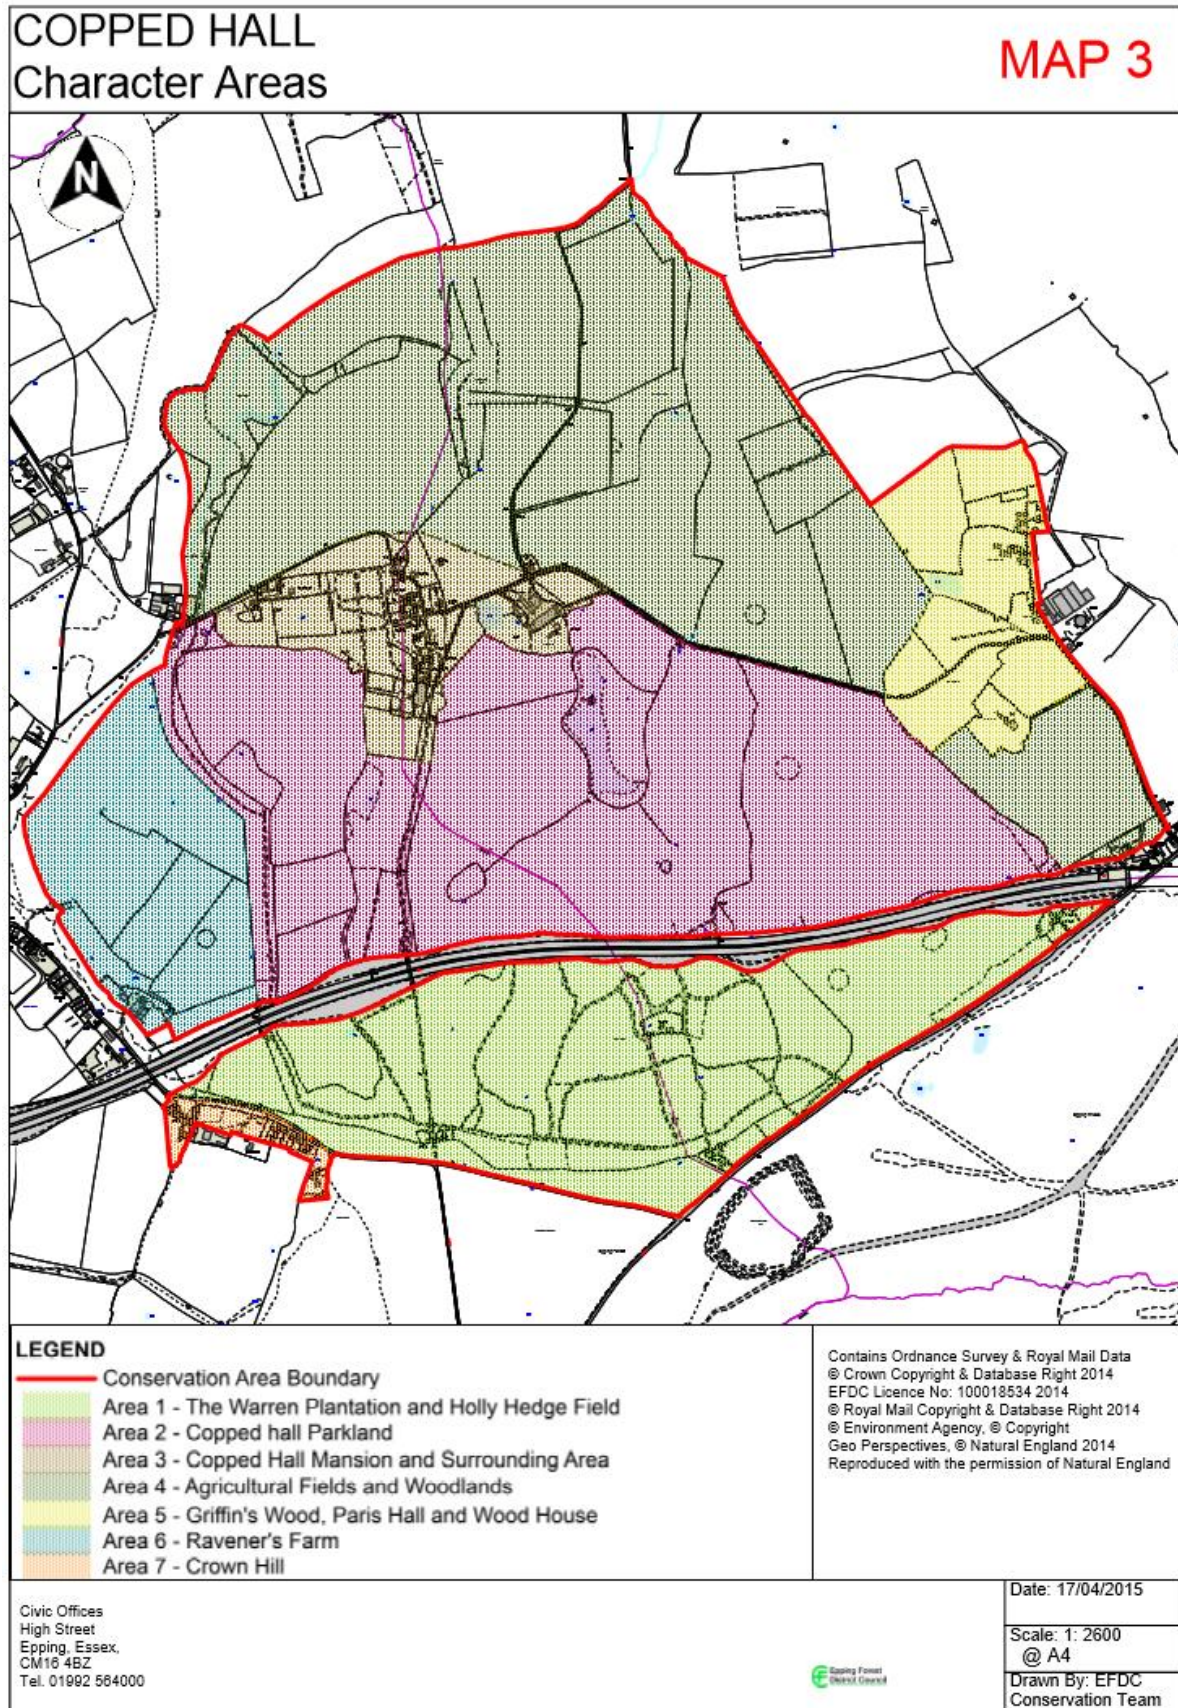 COPPED HALL
Character Areas
MAP 3
N
LEGEND
Conservation Area Boundary
Area 1 - The Warren Plantation and Holly Hedge Field
Area 2 - Copped hall Parkland
Area 3 - Copped Hall Mansion and Surrounding Area
Area 4 - Agricultural Fields and Woodlands
Area 5 - Griffin's Wood, Paris Hall and Wood House
Area 6 - Ravener's Farm
Area 7 - Crown Hill
Contains Ordnance Survey & Royal Mail Data
© Crown Copyright & Database Right 2014
EFDC Licence No: 100018534 2014
© Royal Mail Copyright & Database Right 2014
© Environment Agency, © Copyright
Geo Perspectives, © Natural England 2014
Reproduced with the permission of Natural England
Civic Offices
High Street
Epping, Essex,
CM16 4BZ
Tel. 01992 564000
Epping Forest
District Council
Date: 17/04/2015
Scale: 1: 2600
@ A4
Drawn By: EFDC
Conservation Team